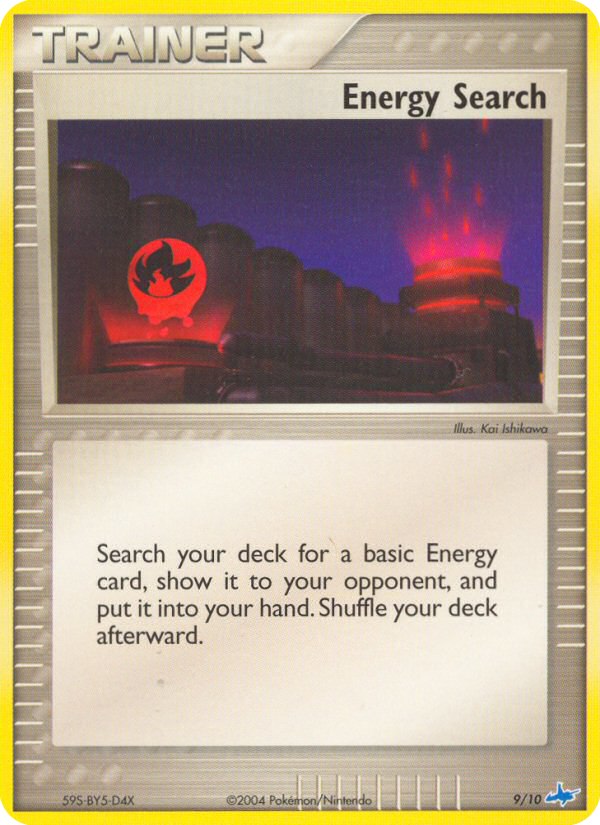 TRAINER
Energy Search
Illus. Kai Ishikawa
Search your deck for a basic Energy
card, show it to your opponent, and
put it into your hand. Shuffle your deck
afterward.
59S-BY5-D4X
©2004 Pokémon/Nintendo
9/10